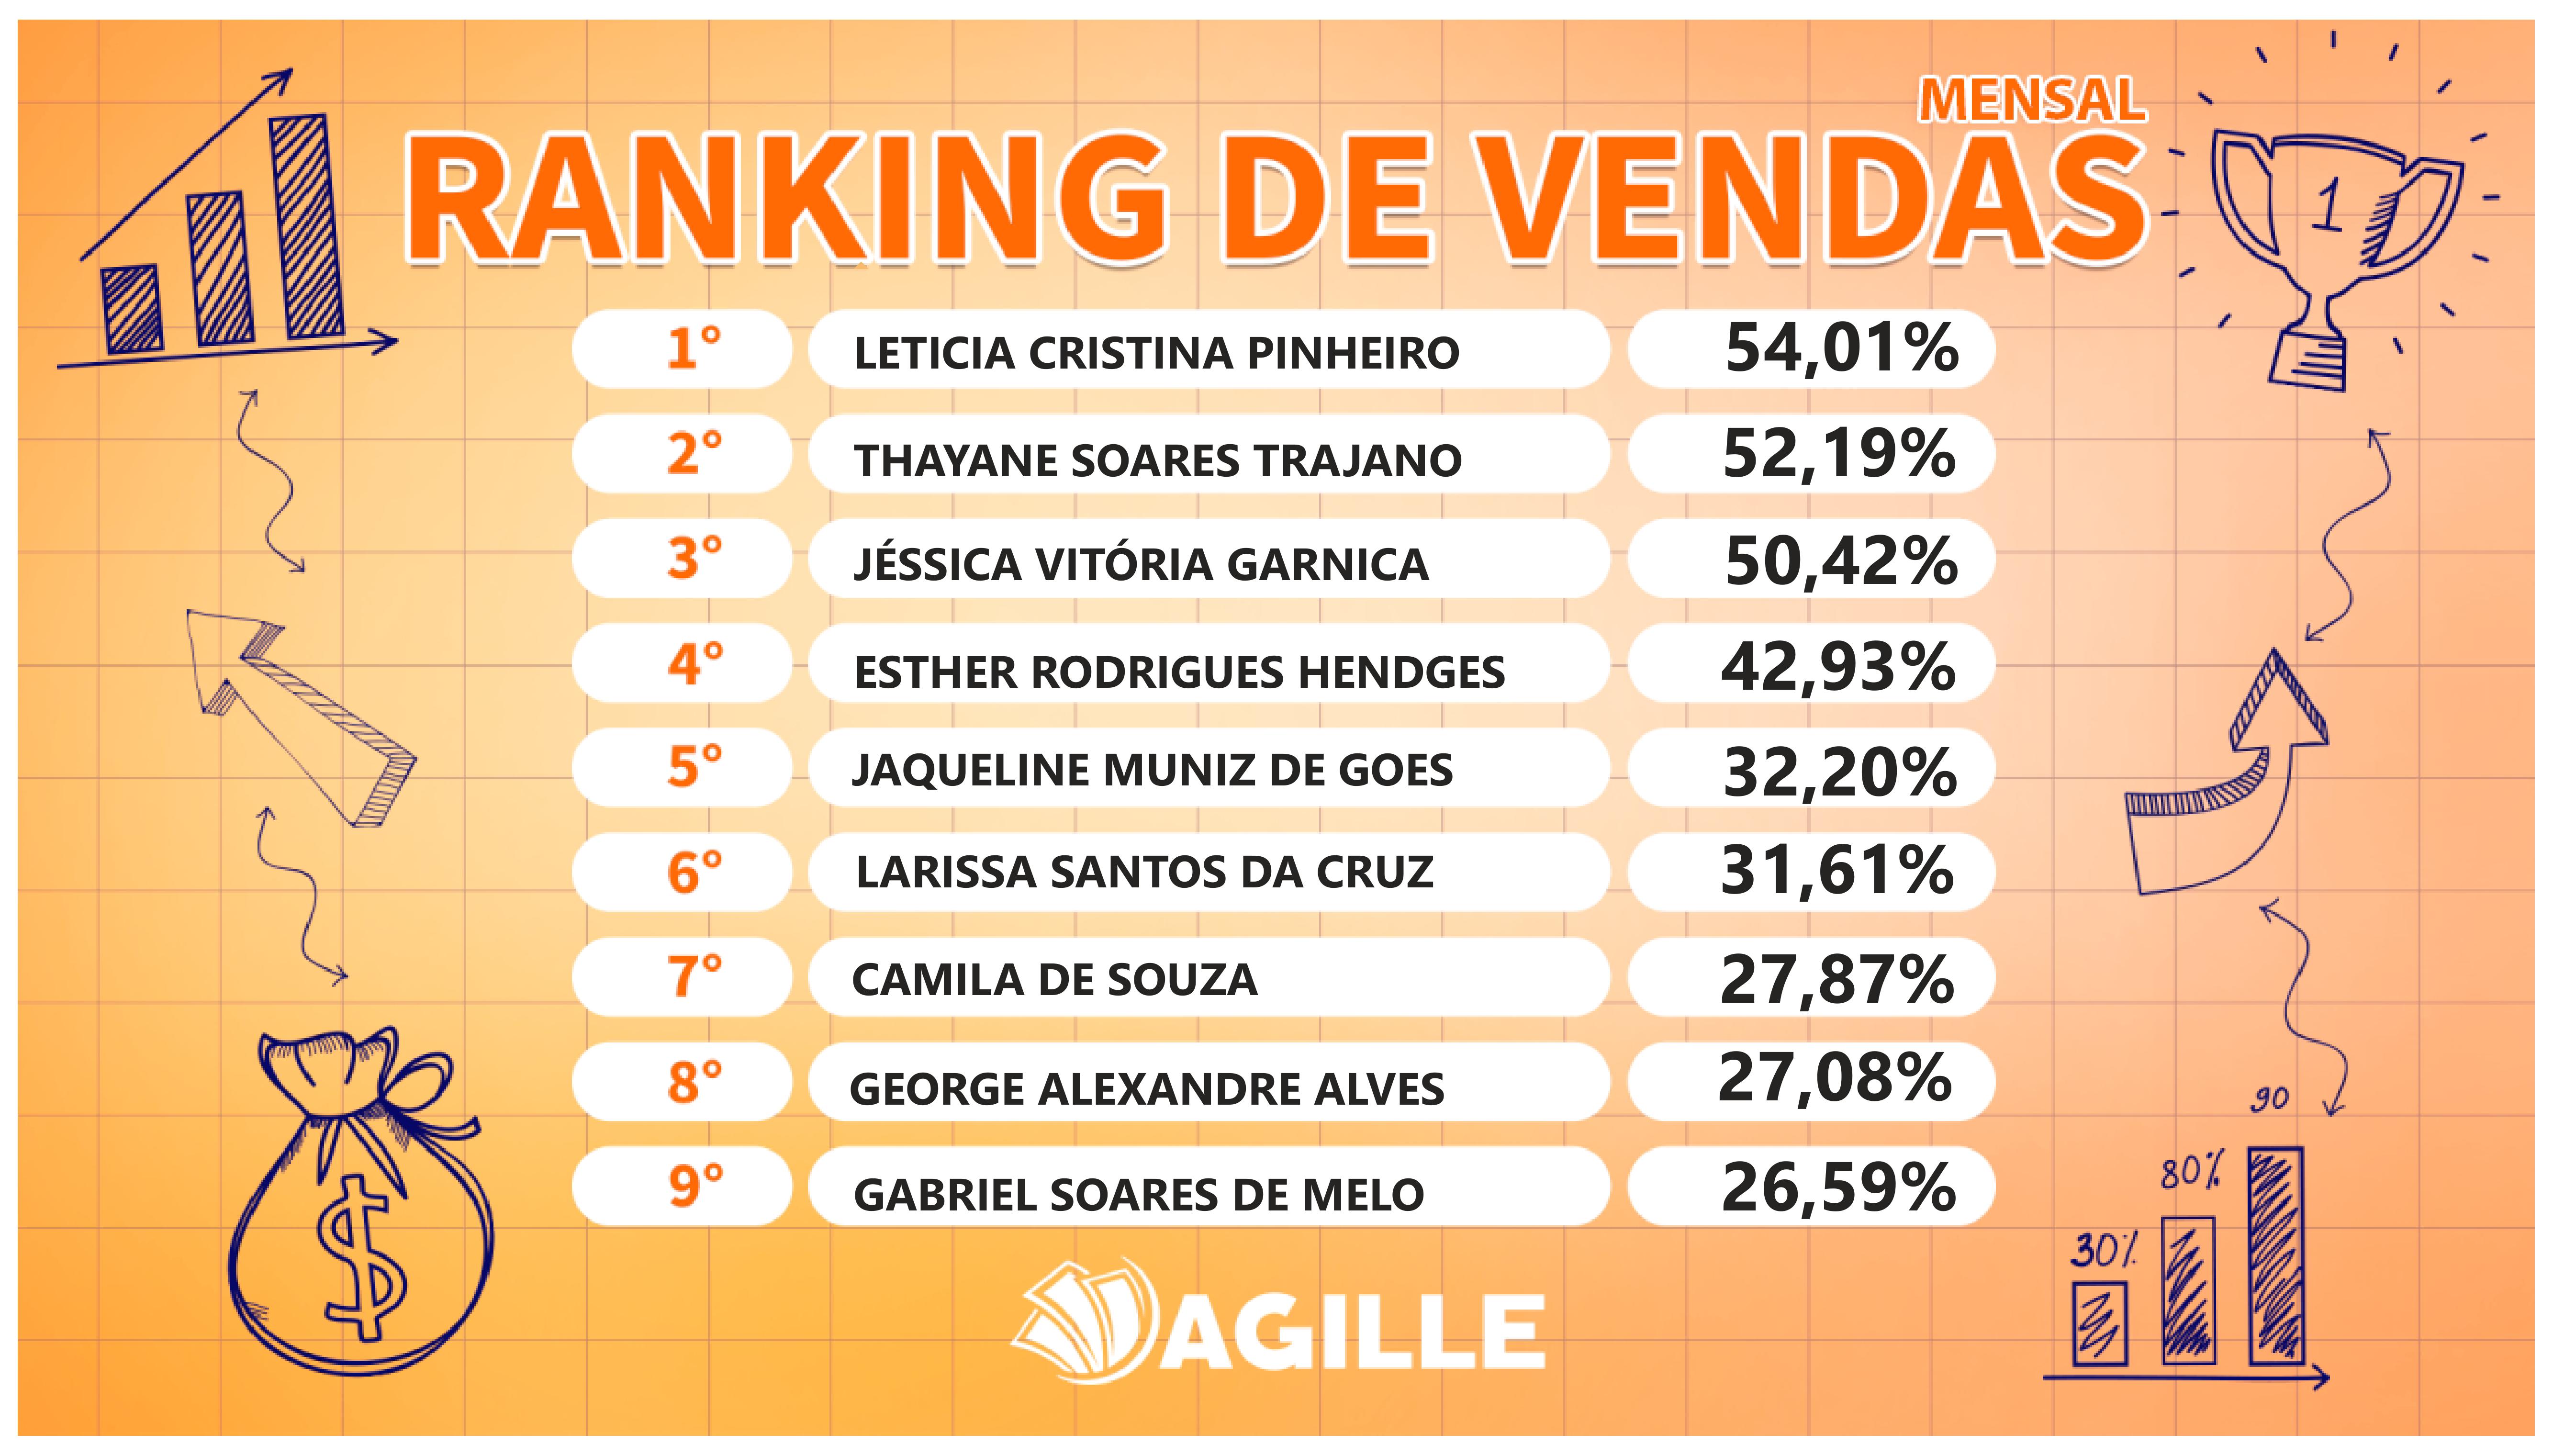 MENSAL
RANKING DE VENDAS
1
1° LETICIA CRISTINA PINHEIRO 54,01%
2° THAYANE SOARES TRAJANO 52,19%
3° JÉSSICA VITÓRIA GARNICA 50,42%
4° ESTHER RODRIGUES HENDGES 42,93%
5° JAQUELINE MUNIZ DE GOES 32,20%
6° LARISSA SANTOS DA CRUZ 31,61%
7° CAMILA DE SOUZA 27,87%
8° GEORGE ALEXANDRE ALVES 27,08%
9° GABRIEL SOARES DE MELO 26,59%
$
90
80%
30%
AGILLE